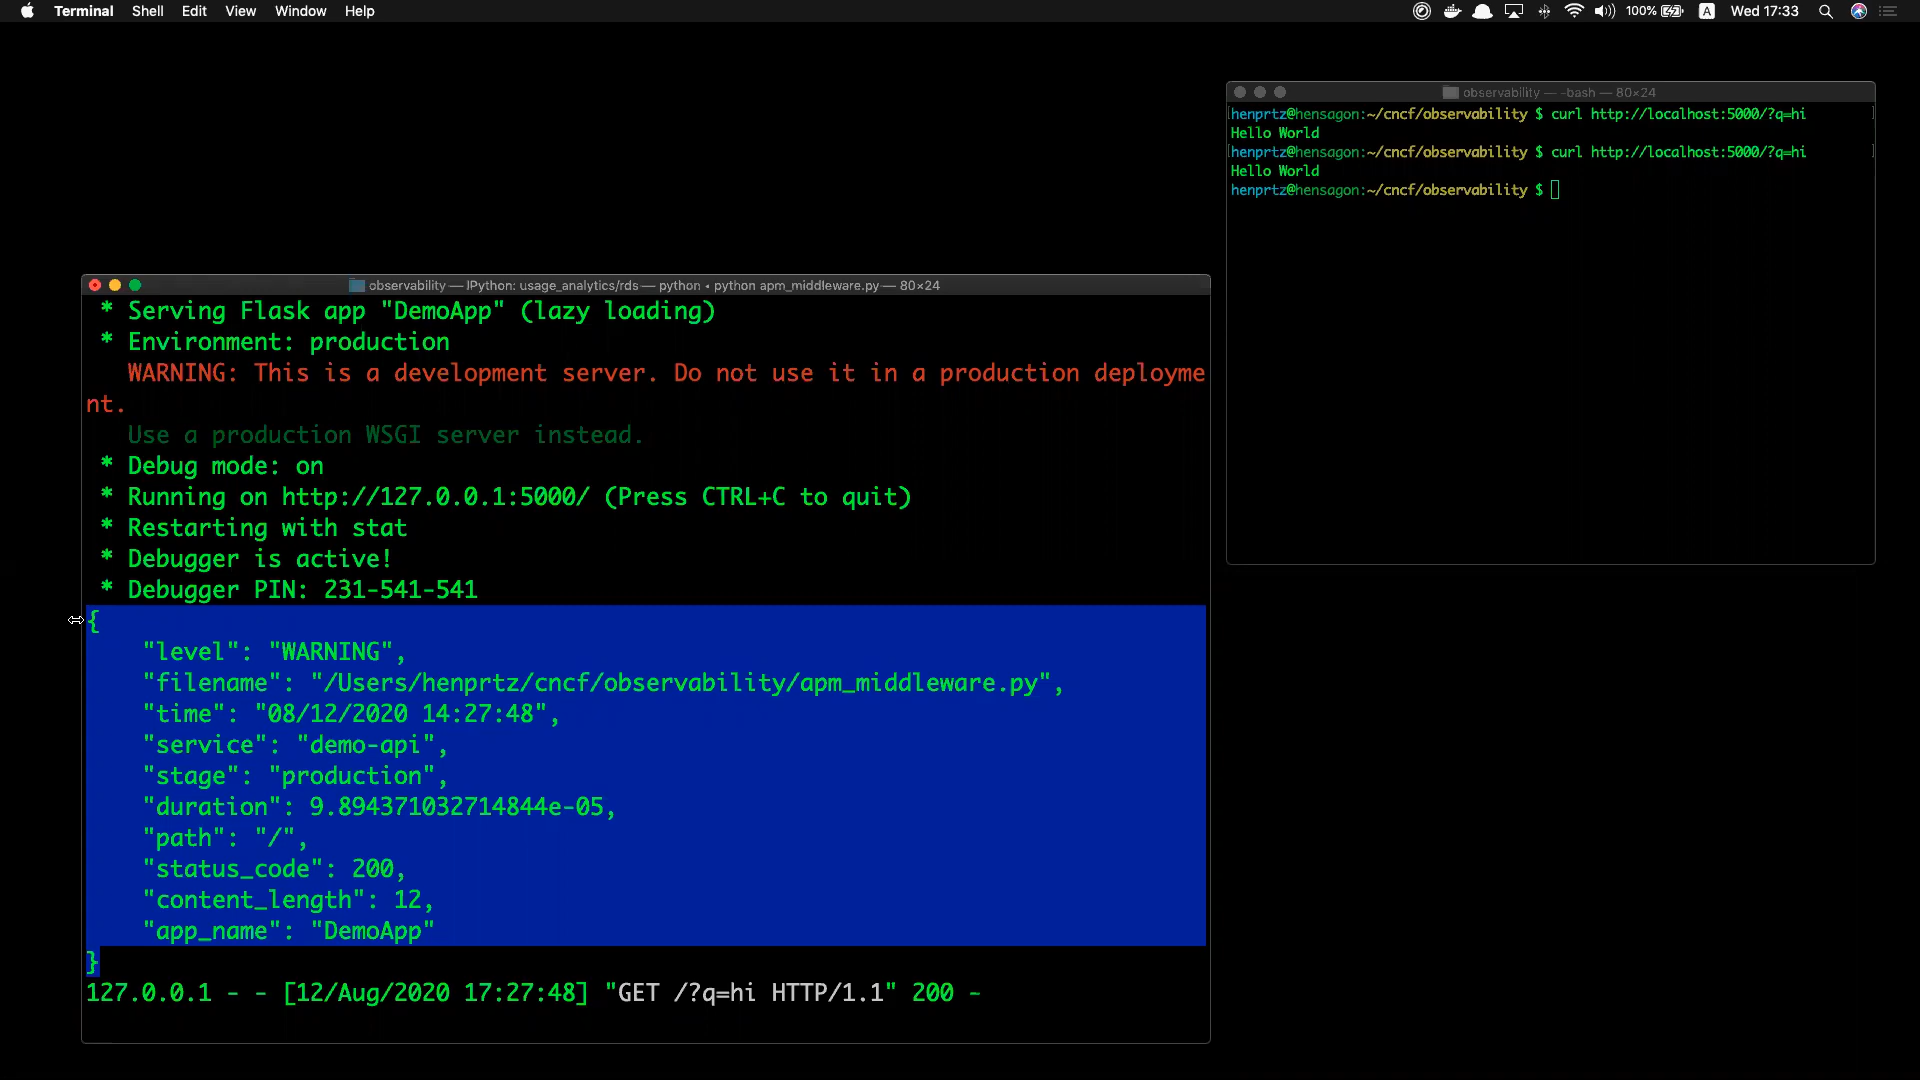 Terminal Shell Edit View Window Help
100% A Wed 17:33
observability — -bash — 80×24
henprtz@hensagon:~/cncf/observability $ curl http://localhost:5000/?q=hi
Hello World
henprtz@hensagon:~/cncf/observability $ curl http://localhost:5000/?q=hi
Hello World
henprtz@hensagon:~/cncf/observability $
observability — IPython: usage_analytics/rds — python • python apm_middleware.py — 80×24
* Serving Flask app "DemoApp" (lazy loading)
* Environment: production
WARNING: This is a development server. Do not use it in a production deployme
nt.
Use a production WSGI server instead.
* Debug mode: on
* Running on http://127.0.0.1:5000/ (Press CTRL+C to quit)
* Restarting with stat
* Debugger is active!
* Debugger PIN: 231-541-541
{
"level": "WARNING",
"filename": "/Users/henprtz/cncf/observability/apm_middleware.py",
"time": "08/12/2020 14:27:48",
"service": "demo-api",
"stage": "production",
"duration": 9.894371032714844e-05,
"path": "/",
"status_code": 200,
"content_length": 12,
"app_name": "DemoApp"
}
127.0.0.1 - - [12/Aug/2020 17:27:48] "GET /?q=hi HTTP/1.1" 200 -